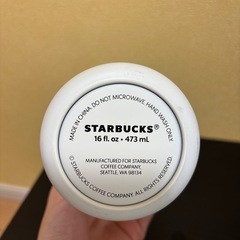 MADE IN CHINA. DO NOT MICROWAVE. HAND WASH ONLY.
STARBUCKS®
16 fl. oz • 473 mL
MANUFACTURED FOR STARBUCKS
COFFEE COMPANY,
SEATTLE, WA 98134
© STARBUCKS COFFEE COMPANY. ALL RIGHTS RESERVED.